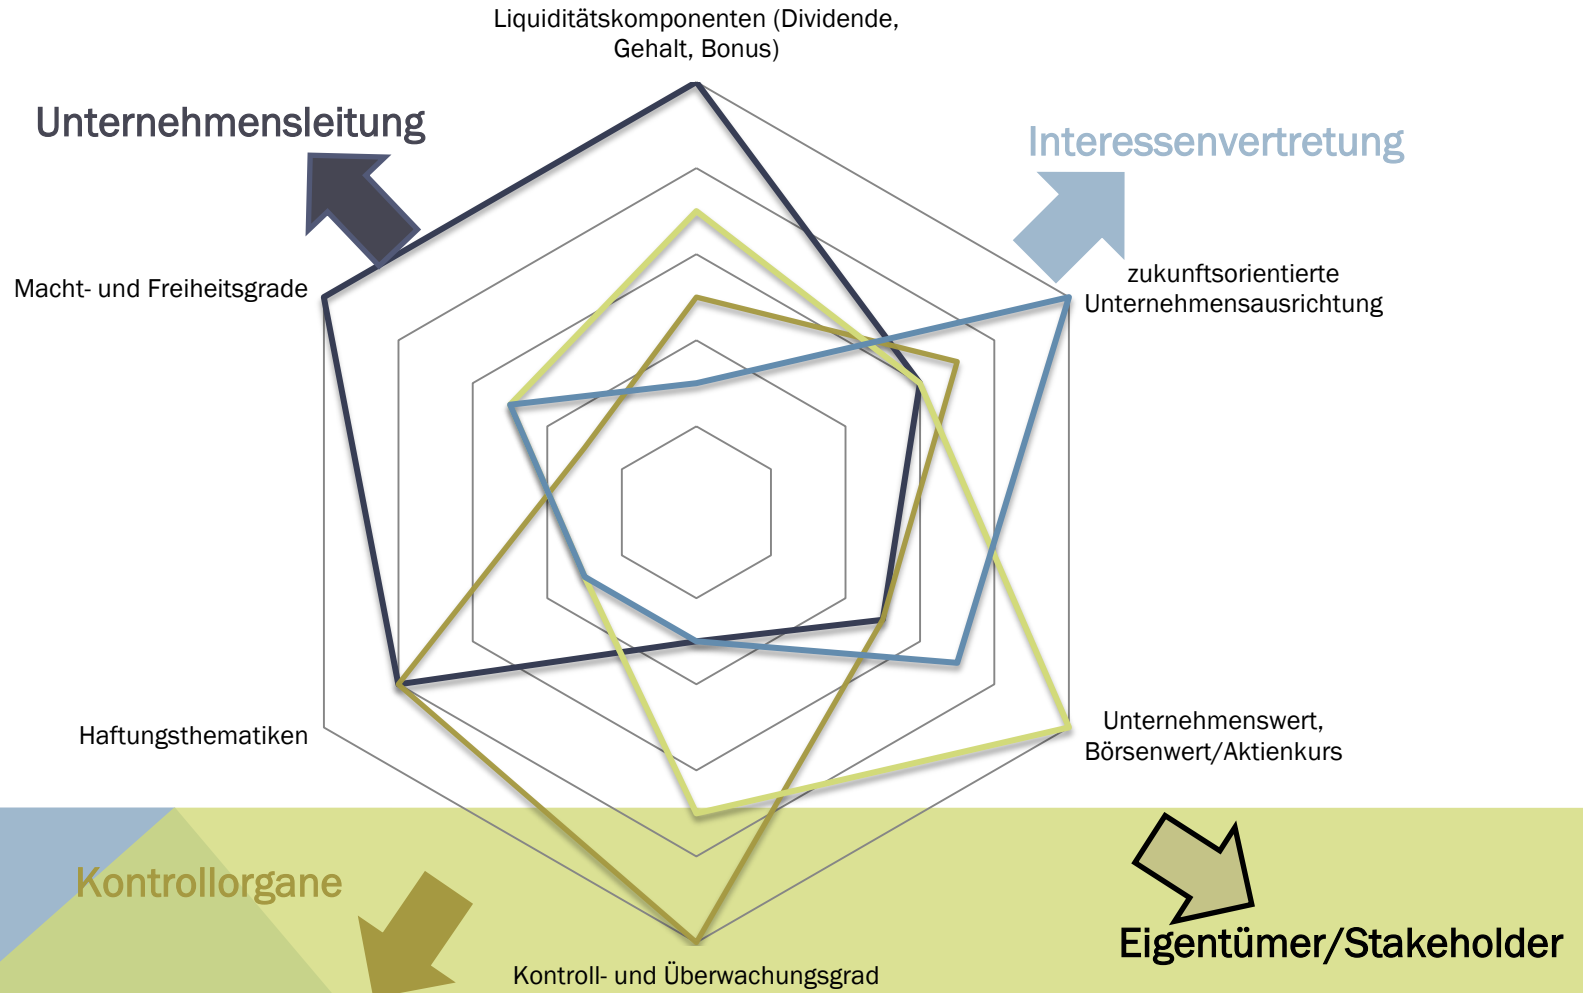 Liquiditätskomponenten (Dividende,
Gehalt, Bonus)
Unternehmensleitung
Interessenvertretung
Macht- und Freiheitsgrade
zukunftsorientierte
Unternehmensausrichtung
Haftungsthematiken
Unternehmenswert,
Börsenwert/Aktienkurs
Kontrollorgane
Eigentümer/Stakeholder
Kontroll- und Überwachungsgrad